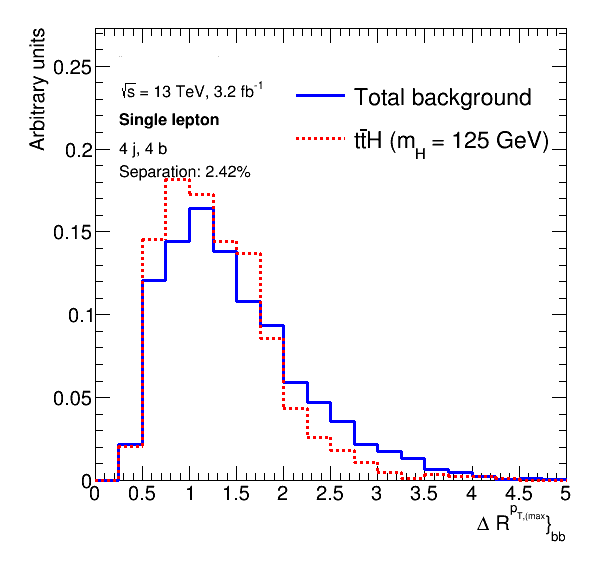 Arbitrary units
0.25
0.2
0.15
0.1
0.05
0
√s = 13 TeV, 3.2 fb⁻¹
Single lepton
4 j, 4 b
Separation: 2.42%
Total background
tt̄H (m_H = 125 GeV)
0 0.5 1 1.5 2 2.5 3 3.5 4 4.5 5
Δ R^{p_{T,(max}}}_{bb}